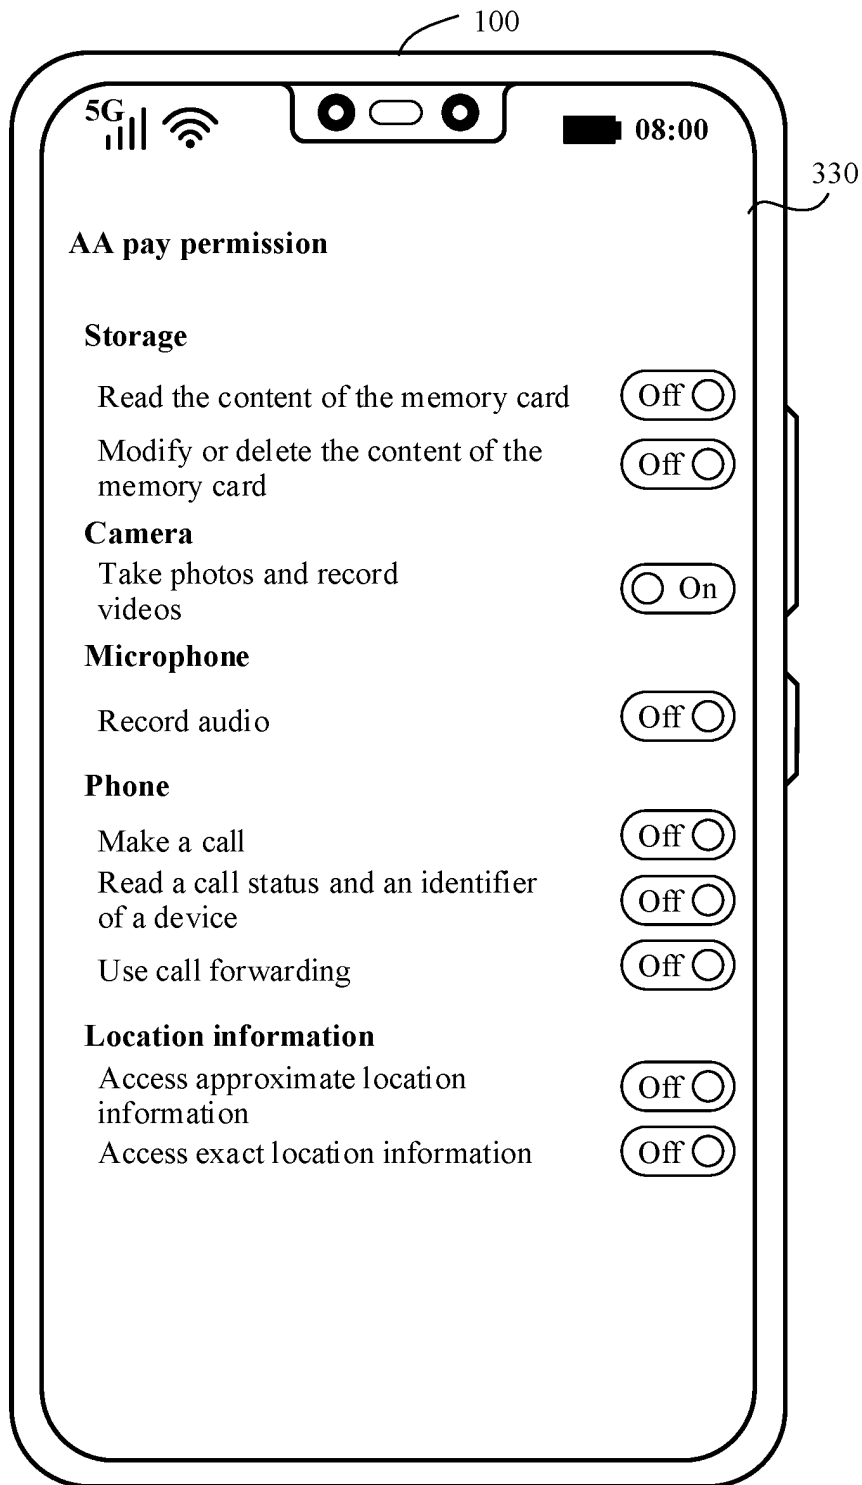 100
5G
08:00
330
AA pay permission
Storage
Read the content of the memory card
Off
Modify or delete the content of the
memory card
Off
Camera
Take photos and record
videos
On
Microphone
Record audio
Off
Phone
Make a call
Off
Read a call status and an identifier
of a device
Off
Use call forwarding
Off
Location information
Access approximate location
information
Off
Access exact location information
Off